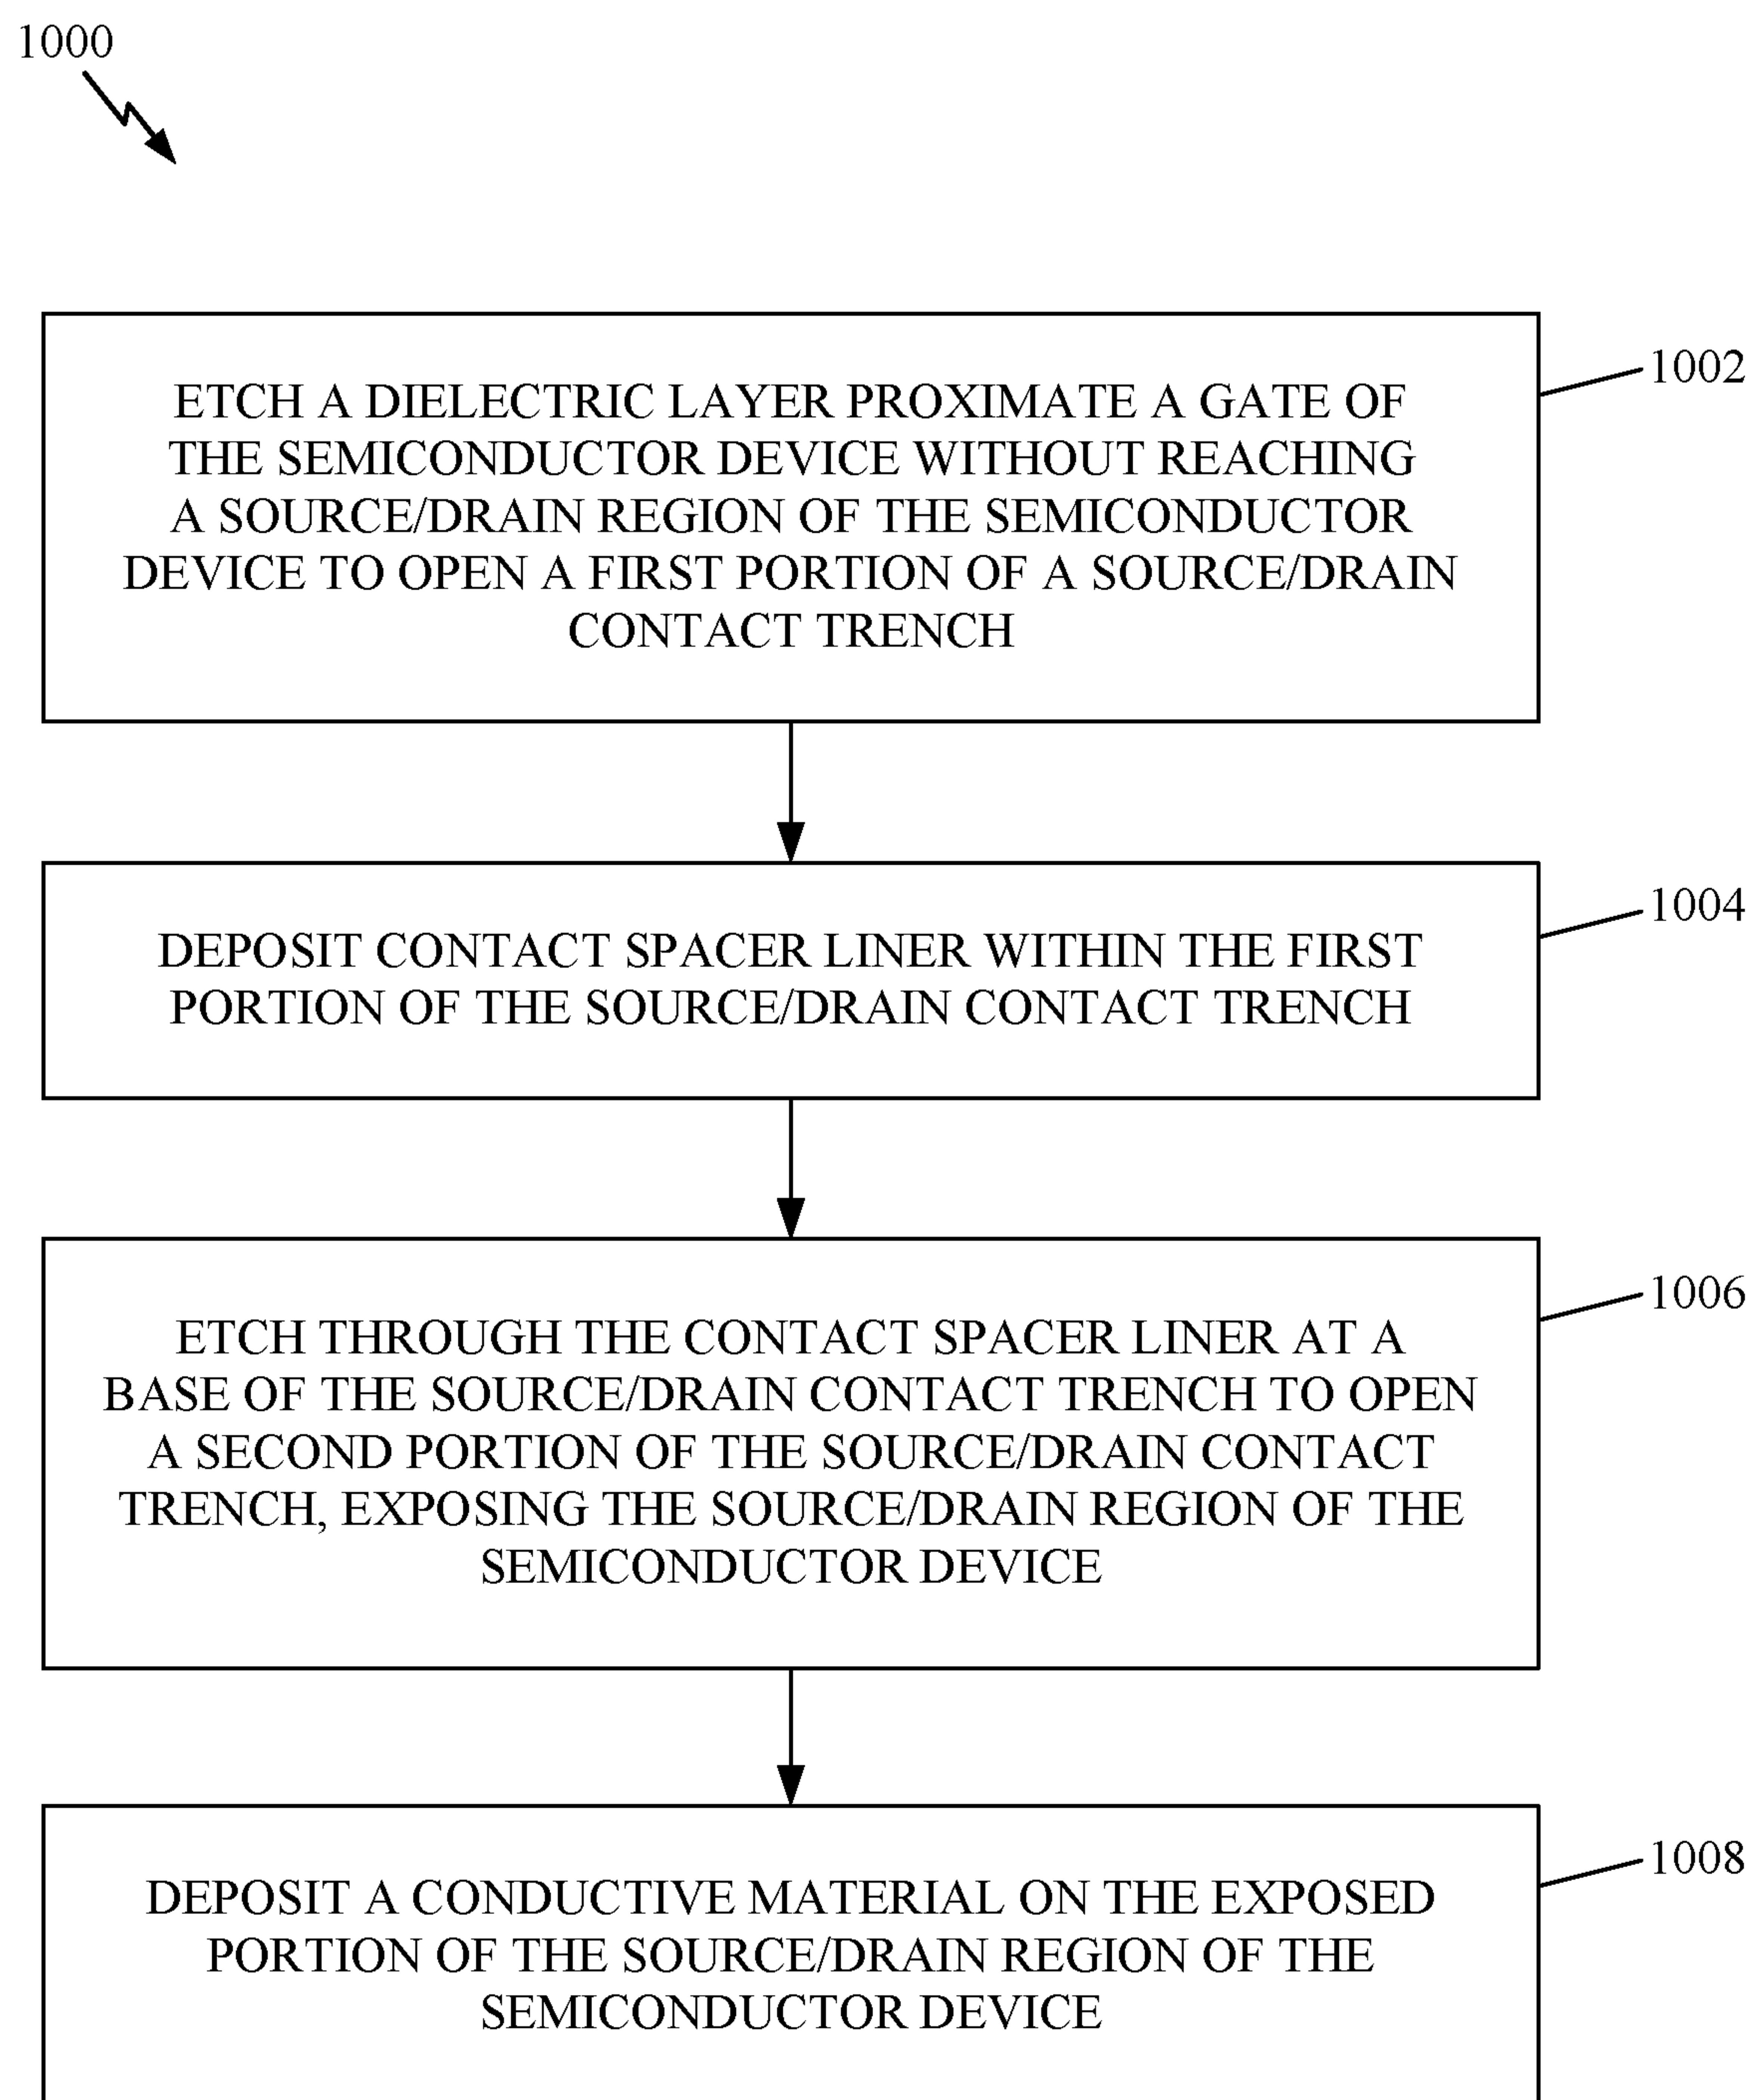 1000
ETCH A DIELECTRIC LAYER PROXIMATE A GATE OF
THE SEMICONDUCTOR DEVICE WITHOUT REACHING
A SOURCE/DRAIN REGION OF THE SEMICONDUCTOR
DEVICE TO OPEN A FIRST PORTION OF A SOURCE/DRAIN
CONTACT TRENCH
1002
DEPOSIT CONTACT SPACER LINER WITHIN THE FIRST
PORTION OF THE SOURCE/DRAIN CONTACT TRENCH
1004
ETCH THROUGH THE CONTACT SPACER LINER AT A
BASE OF THE SOURCE/DRAIN CONTACT TRENCH TO OPEN
A SECOND PORTION OF THE SOURCE/DRAIN CONTACT
TRENCH, EXPOSING THE SOURCE/DRAIN REGION OF THE
SEMICONDUCTOR DEVICE
1006
DEPOSIT A CONDUCTIVE MATERIAL ON THE EXPOSED
PORTION OF THE SOURCE/DRAIN REGION OF THE
SEMICONDUCTOR DEVICE
1008